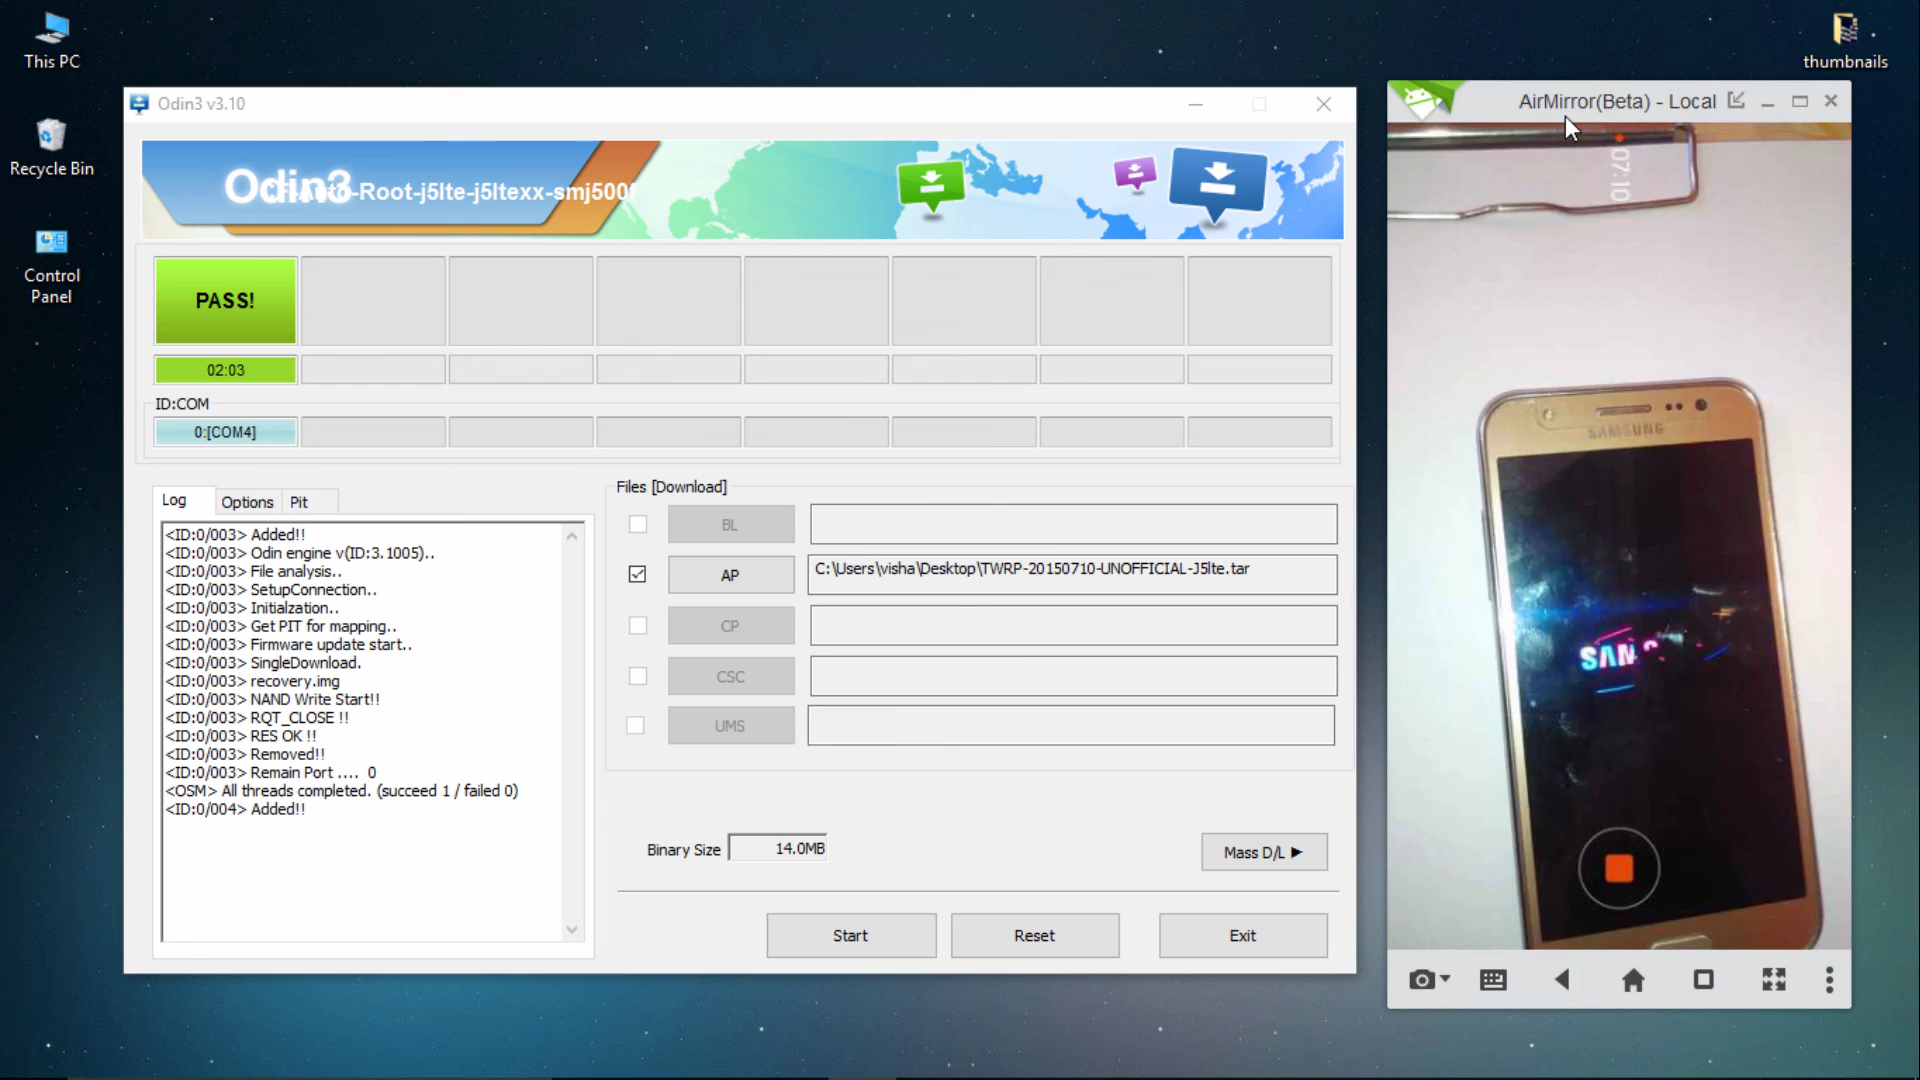 This PC
Recycle Bin
Control
Panel
thumbnails
Odin3 v3.10
Odin3
-Root-j5lte-j5ltexx-smj500f
PASS!
02:03
ID:COM
0:[COM4]
Log
Options
Pit
<ID:0/003> Added!!
<ID:0/003> Odin engine v(ID:3.1005)..
<ID:0/003> File analysis..
<ID:0/003> SetupConnection..
<ID:0/003> Initialzation..
<ID:0/003> Get PIT for mapping..
<ID:0/003> Firmware update start..
<ID:0/003> SingleDownload.
<ID:0/003> recovery.img
<ID:0/003> NAND Write Start!!
<ID:0/003> RQT_CLOSE !!
<ID:0/003> RES OK !!
<ID:0/003> Removed!!
<ID:0/003> Remain Port .... 0
<OSM> All threads completed. (succeed 1 / failed 0)
<ID:0/004> Added!!
Files [Download]
BL
AP
C:\Users\visha\Desktop\TWRP-20150710-UNOFFICIAL-J5lte.tar
CP
CSC
UMS
Binary Size
14.0MB
Mass D/L ►
Start
Reset
Exit
AirMirror(Beta) - Local
07:10
SAMSUNG
SAM